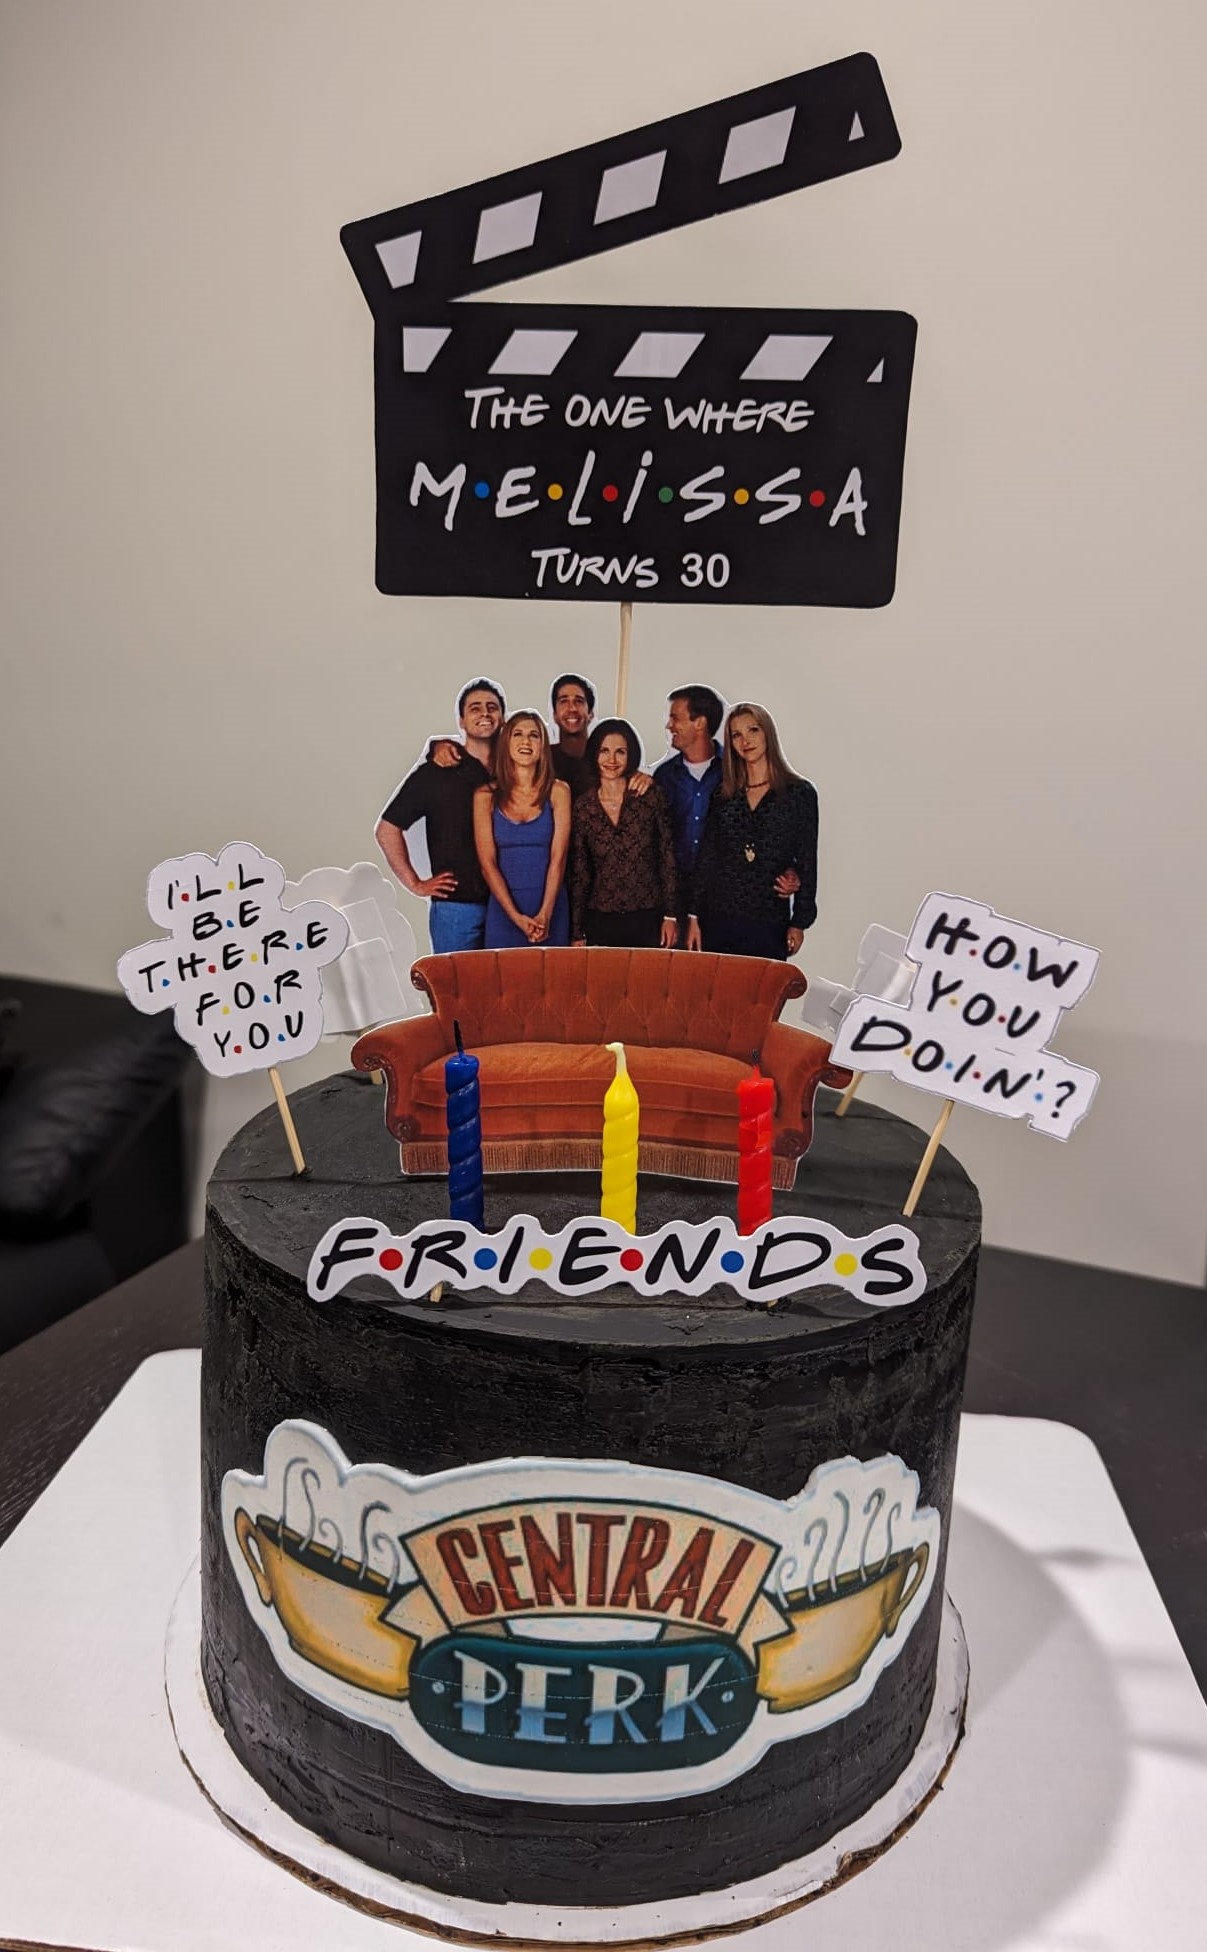 THE ONE WHERE
M•E•L•I•S•S•A
TURNS 30
I'.L.L
B.E
T.H.E.R.E
F.O.R
Y.O.U
H.O.W
Y.O.U
D.O.I.N'.?
F•R•I•E•N•D•S
CENTRAL
•PERK•